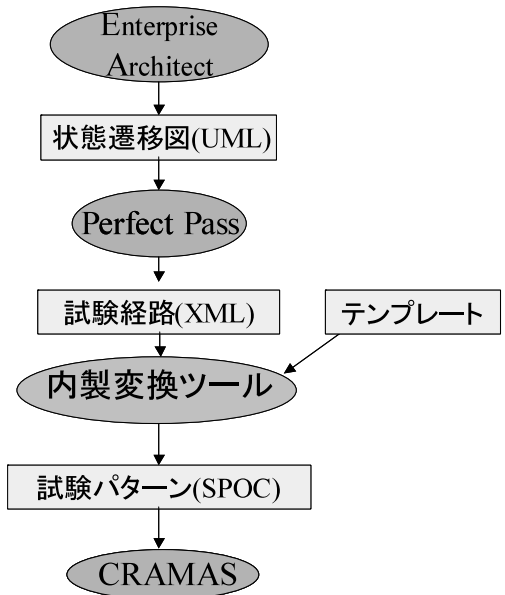 Enterprise
Architect
状態遷移図(UML)
Perfect Pass
試験経路(XML)
テンプレート
内製変換ツール
試験パターン(SPOC)
CRAMAS